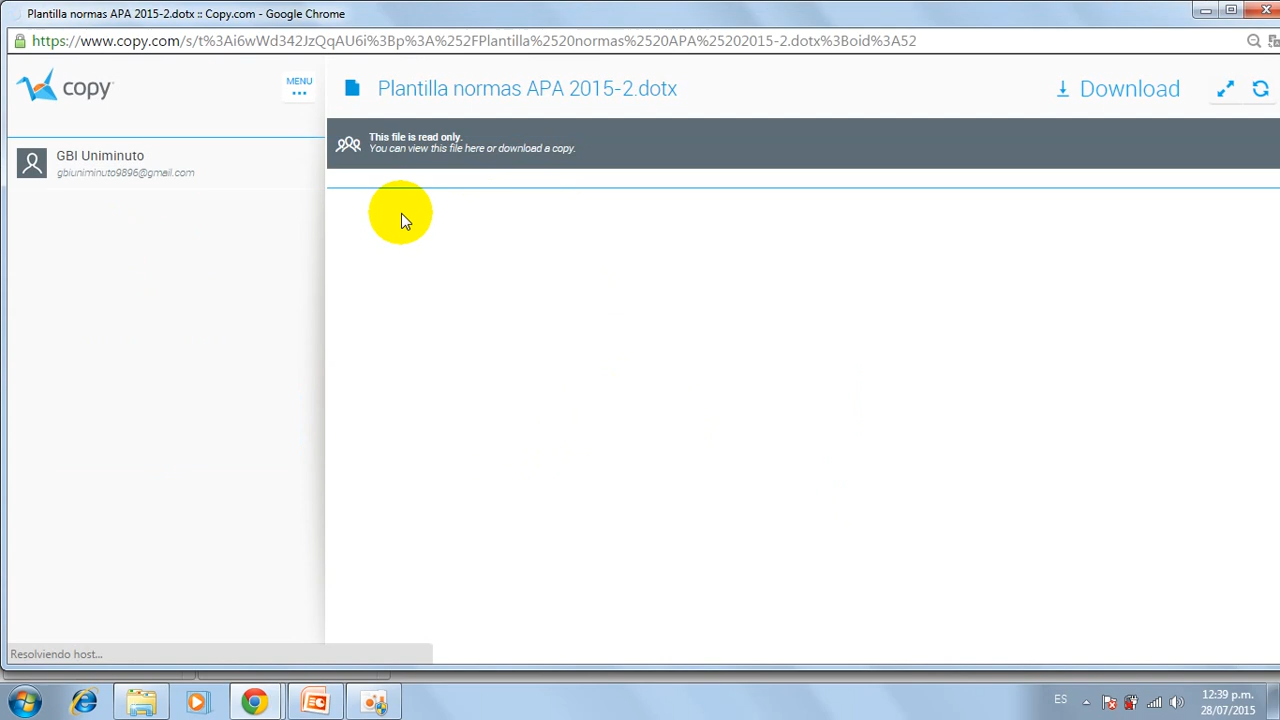 Plantilla normas APA 2015-2.dotx :: Copy.com - Google Chrome
https://www.copy.com/s/t%3Ai6wWd342JzQqAU6i%3Bp%3A%252FPlantilla%2520normas%2520APA%25202015-2.dotx%3Boid%3A52
copy
MENU
Plantilla normas APA 2015-2.dotx
Download
This file is read only.
You can view this file here or download a copy.
GBI Uniminuto
gbiuniminuto9896@gmail.com
Resolviendo host...
ES
12:39 p.m.
28/07/2015